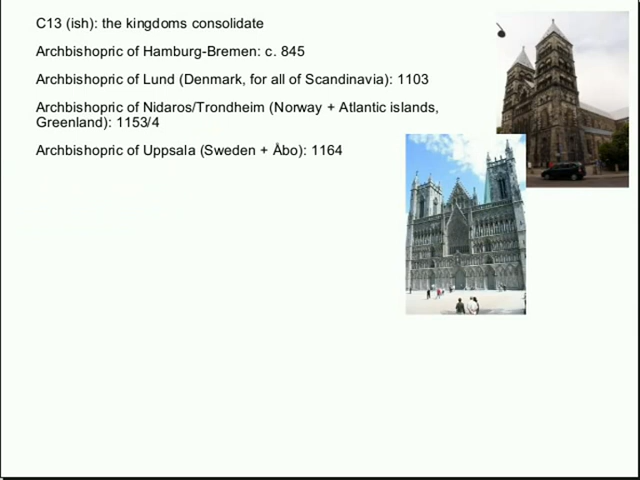 C13 (ish): the kingdoms consolidate
Archbishopric of Hamburg-Bremen: c. 845
Archbishopric of Lund (Denmark, for all of Scandinavia): 1103
Archbishopric of Nidaros/Trondheim (Norway + Atlantic islands,
Greenland): 1153/4
Archbishopric of Uppsala (Sweden + Åbo): 1164